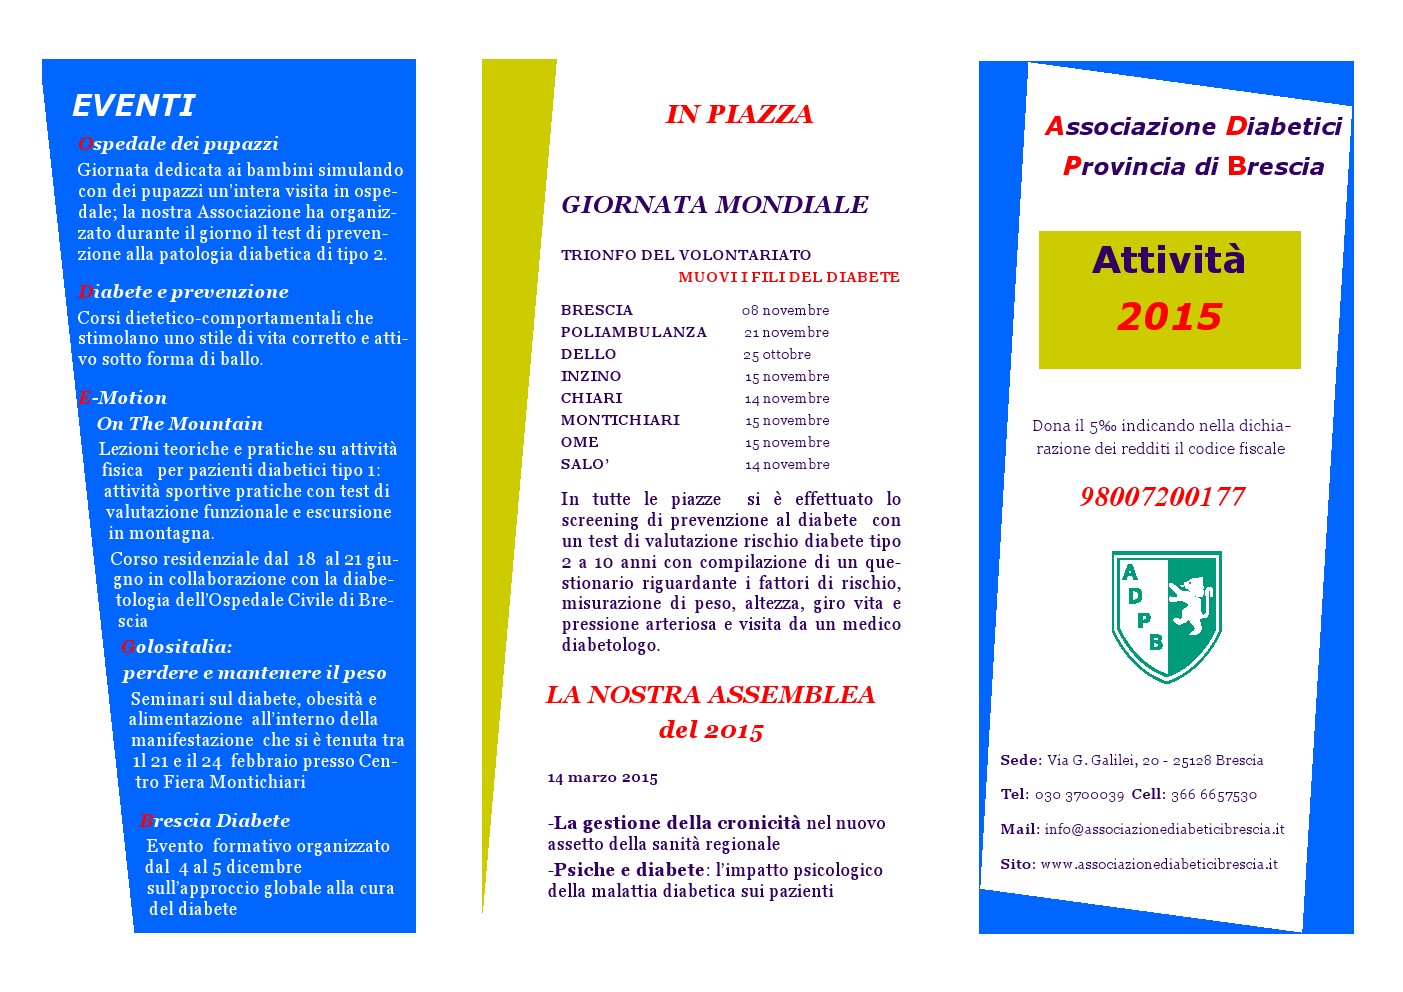 EVENTI
Ospedale dei pupazzi
Giornata dedicata ai bambini simulando
con dei pupazzi un'intera visita in ospe-
dale; la nostra Associazione ha organiz-
zato durante il giorno il test di preven-
zione alla patologia diabetica di tipo 2.
Diabete e prevenzione
Corsi dietetico-comportamentali che
stimolano uno stile di vita corretto e atti-
vo sotto forma di ballo.
E-Motion
On The Mountain
Lezioni teoriche e pratiche su attività
fisica per pazienti diabetici tipo 1:
attività sportive pratiche con test di
valutazione funzionale e escursione
in montagna.
Corso residenziale dal 18 al 21 giu-
gno in collaborazione con la diabe-
tologia dell'Ospedale Civile di Bre-
scia
Golositalia:
perdere e mantenere il peso
Seminari sul diabete, obesità e
alimentazione all'interno della
manifestazione che si è tenuta tra
1l 21 e il 24 febbraio presso Cen-
tro Fiera Montichiari
Brescia Diabete
Evento formativo organizzato
dal 4 al 5 dicembre
sull'approccio globale alla cura
del diabete
IN PIAZZA
GIORNATA MONDIALE
TRIONFO DEL VOLONTARIATO
MUOVI I FILI DEL DIABETE
BRESCIA 08 novembre
POLIAMBULANZA 21 novembre
DELLO 25 ottobre
INZINO 15 novembre
CHIARI 14 novembre
MONTICHIARI 15 novembre
OME 15 novembre
SALO' 14 novembre
In tutte le piazze si è effettuato lo
screening di prevenzione al diabete con
un test di valutazione rischio diabete tipo
2 a 10 anni con compilazione di un que-
stionario riguardante i fattori di rischio,
misurazione di peso, altezza, giro vita e
pressione arteriosa e visita da un medico
diabetologo.
LA NOSTRA ASSEMBLEA
del 2015
14 marzo 2015
-La gestione della cronicità nel nuovo
assetto della sanità regionale
-Psiche e diabete: l'impatto psicologico
della malattia diabetica sui pazienti
Associazione Diabetici
Provincia di Brescia
Attività
2015
Dona il 5‰ indicando nella dichia-
razione dei redditi il codice fiscale
98007200177
A
D
P
B
Sede: Via G. Galilei, 20 - 25128 Brescia
Tel: 030 3700039 Cell: 366 6657530
Mail: info@associazionediabeticibrescia.it
Sito: www.associazionediabeticibrescia.it